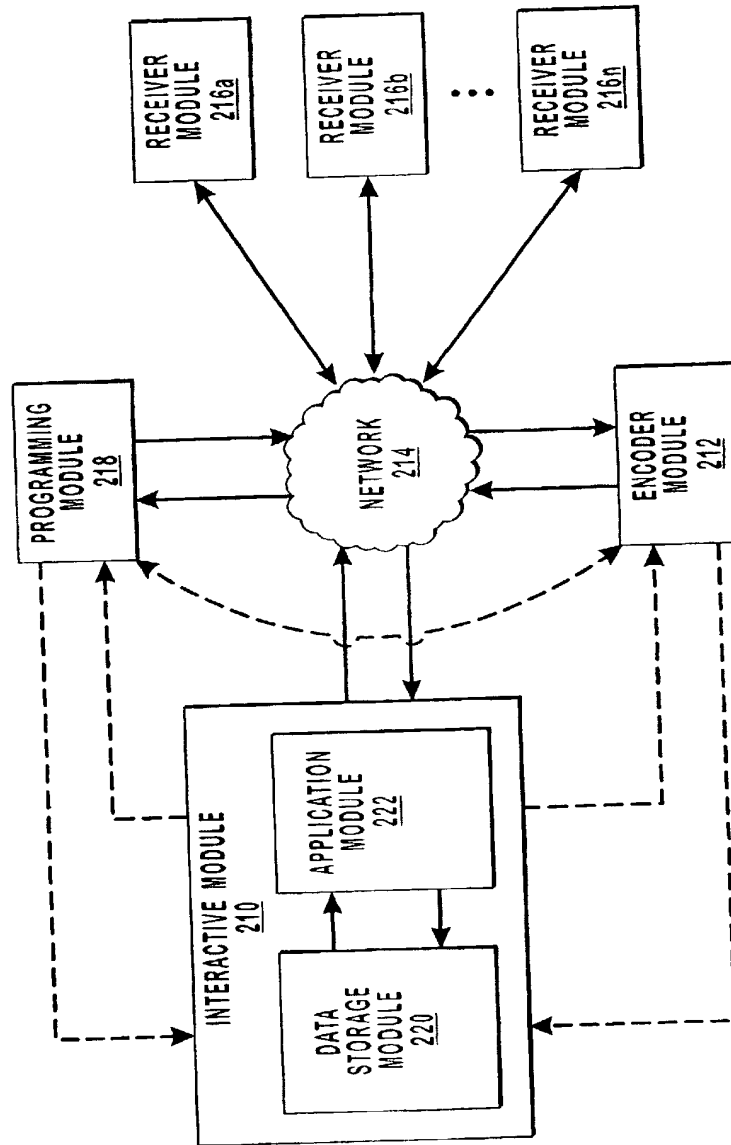 INTERACTIVE MODULE
210
DATA
STORAGE
MODULE
220
APPLICATION
MODULE
222
PROGRAMMING
MODULE
218
NETWORK
214
ENCODER
MODULE
212
RECEIVER
MODULE
216a
RECEIVER
MODULE
216b
RECEIVER
MODULE
216n